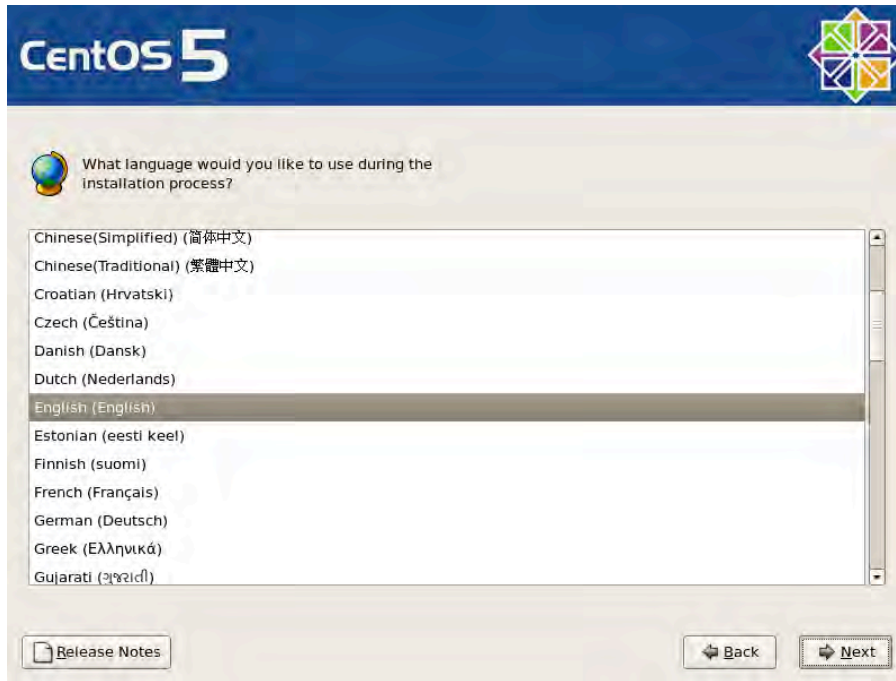 CentOS 5
What language would you like to use during the
installation process?
Chinese(Simplified) (简体中文)
Chinese(Traditional) (繁體中文)
Croatian (Hrvatski)
Czech (Čeština)
Danish (Dansk)
Dutch (Nederlands)
English (English)
Estonian (eesti keel)
Finnish (suomi)
French (Français)
German (Deutsch)
Greek (Ελληνικά)
Gujarati (ગુજરાતી)
Release Notes
Back
Next